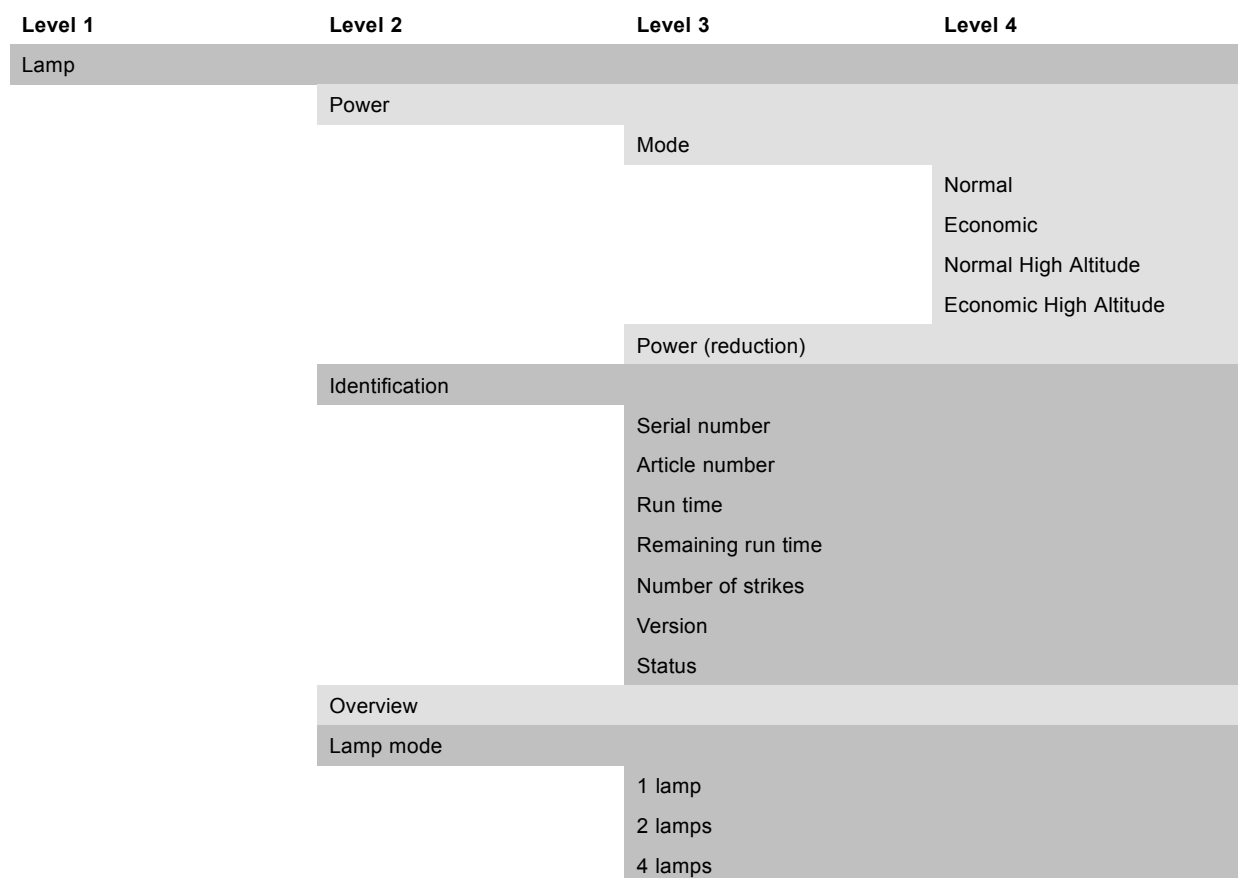 Level 1 Level 2 Level 3 Level 4
Lamp
Power
Mode
Normal
Economic
Normal High Altitude
Economic High Altitude
Power (reduction)
Identification
Serial number
Article number
Run time
Remaining run time
Number of strikes
Version
Status
Overview
Lamp mode
1 lamp
2 lamps
4 lamps